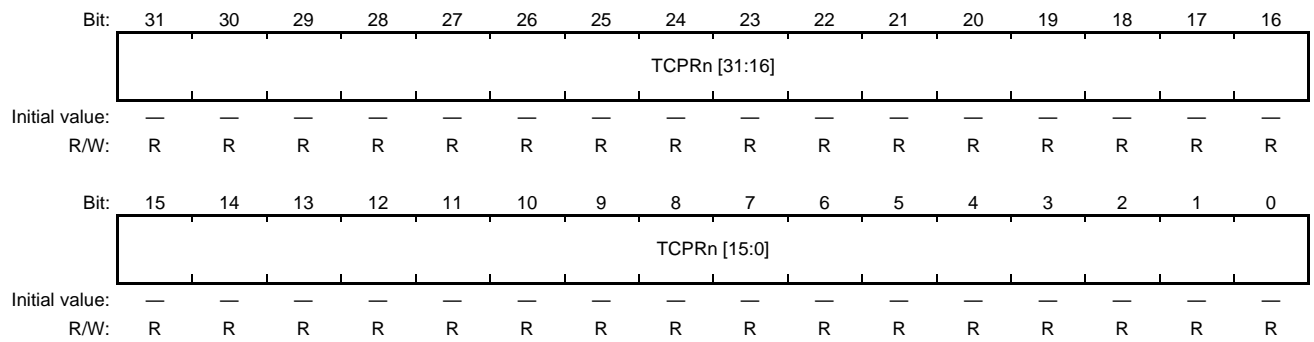 Bit: 31 30 29 28 27 26 25 24 23 22 21 20 19 18 17 16
TCPRn [31:16]
Initial value: — — — — — — — — — — — — — — — —
R/W: R R R R R R R R R R R R R R R R
Bit: 15 14 13 12 11 10 9 8 7 6 5 4 3 2 1 0
TCPRn [15:0]
Initial value: — — — — — — — — — — — — — — — —
R/W: R R R R R R R R R R R R R R R R